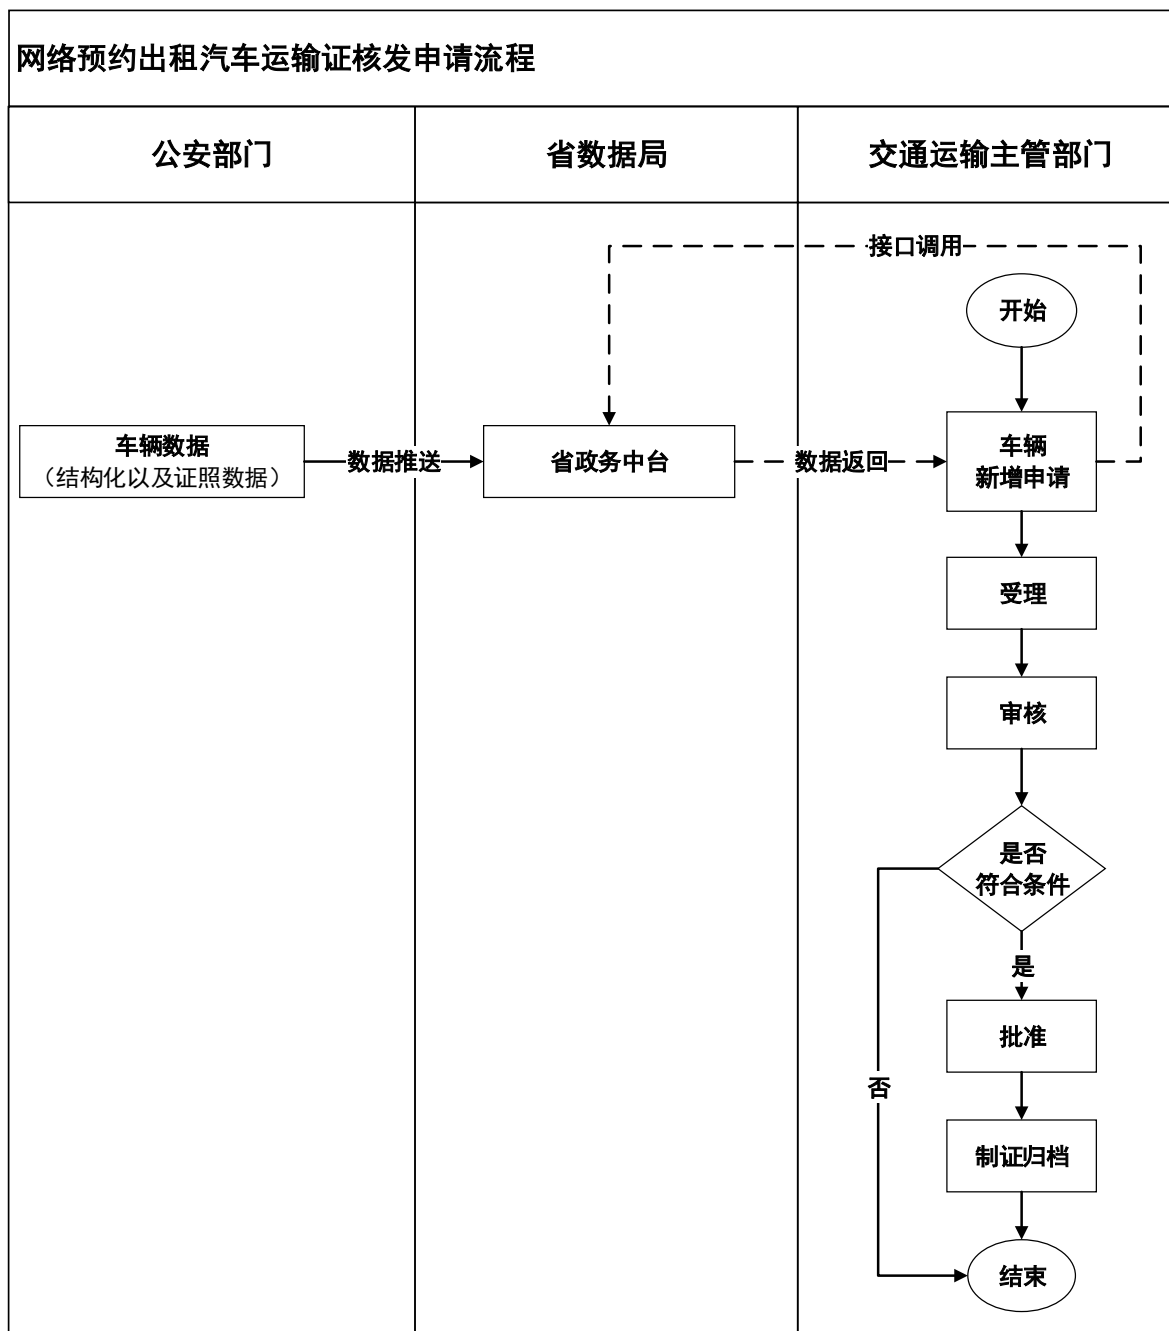 网络预约出租汽车运输证核发申请流程
公安部门
省数据局
交通运输主管部门
接口调用
开始
车辆数据
（结构化以及证照数据）
数据推送
省政务中台
数据返回
车辆
新增申请
受理
审核
是否
符合条件
是
批准
否
制证归档
结束